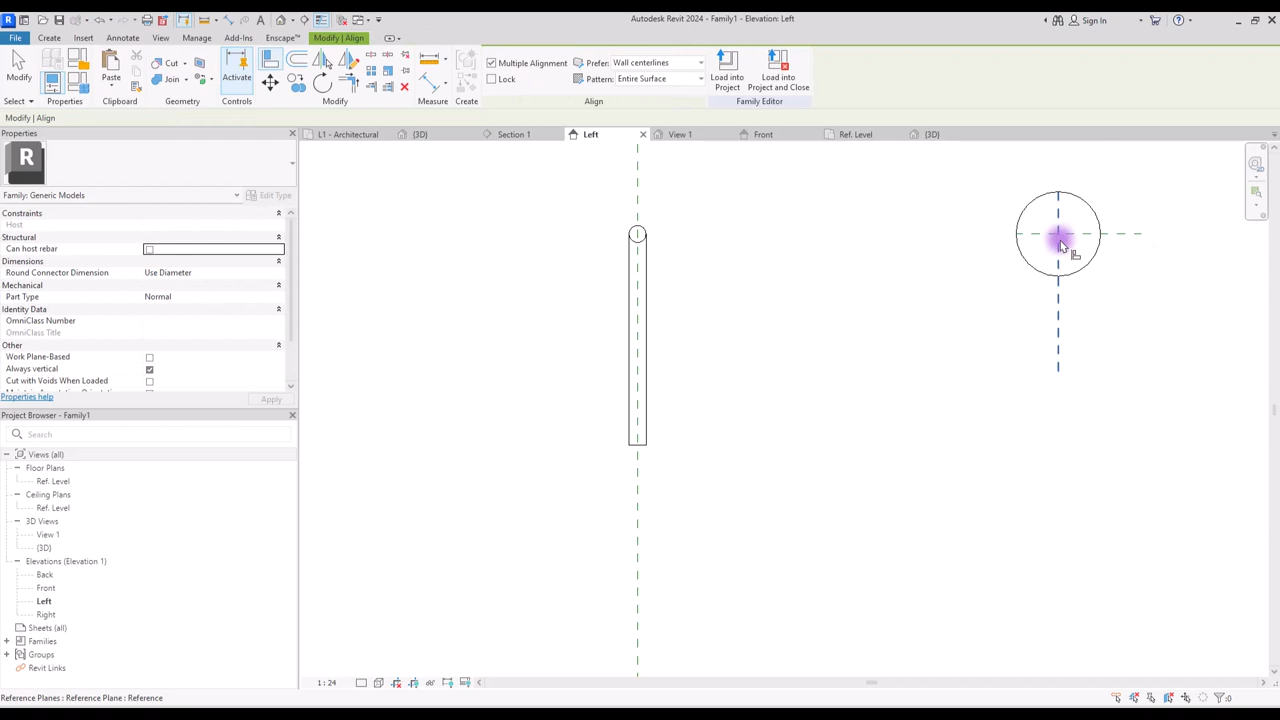 Autodesk Revit 2024 - Family1 - Elevation: Left
Sign In
File Create Insert Annotate View Manage Add-Ins Enscape™ Modify | Align
Modify
Paste
Cut
Join
Activate
Multiple Alignment
Lock
Prefer: Wall centerlines
Pattern: Entire Surface
Load into
Project
Load into
Project and Close
Select Properties Clipboard Geometry Controls Modify Measure Create Align Family Editor
Modify | Align
Properties
L1 - Architectural {3D} Section 1 Left View 1 Front Ref. Level {3D}
R
Family: Generic Models
Edit Type
Constraints
Host
Structural
Can host rebar
Dimensions
Round Connector Dimension Use Diameter
Mechanical
Part Type Normal
Identity Data
OmniClass Number
OmniClass Title
Other
Work Plane-Based
Always vertical
Cut with Voids When Loaded
Properties help
Apply
Project Browser - Family1
Search
Views (all)
Floor Plans
Ref. Level
Ceiling Plans
Ref. Level
3D Views
View 1
{3D}
Elevations (Elevation 1)
Back
Front
Left
Right
Sheets (all)
Families
Groups
Revit Links
1 : 24
Reference Planes : Reference Plane : Reference
:0